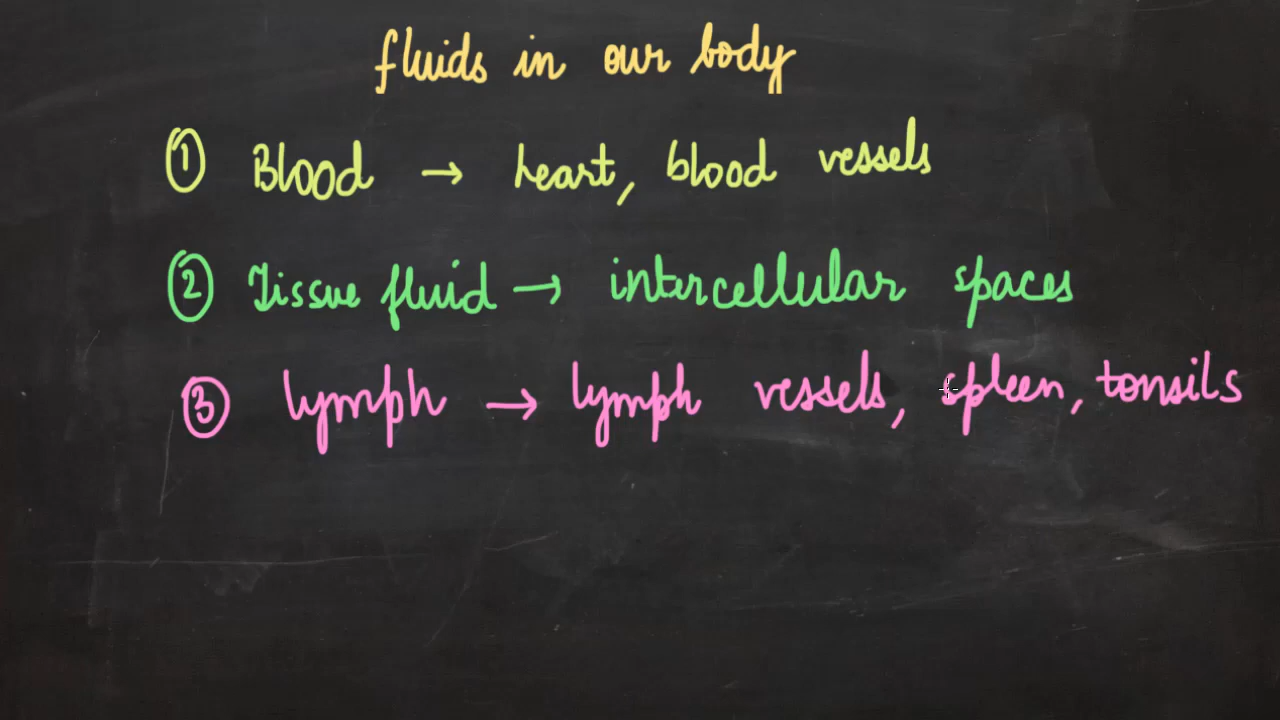 fluids in our body
① Blood → heart, blood vessels
② Tissue fluid → intercellular spaces
③ lymph → lymph vessels, spleen, tonsils